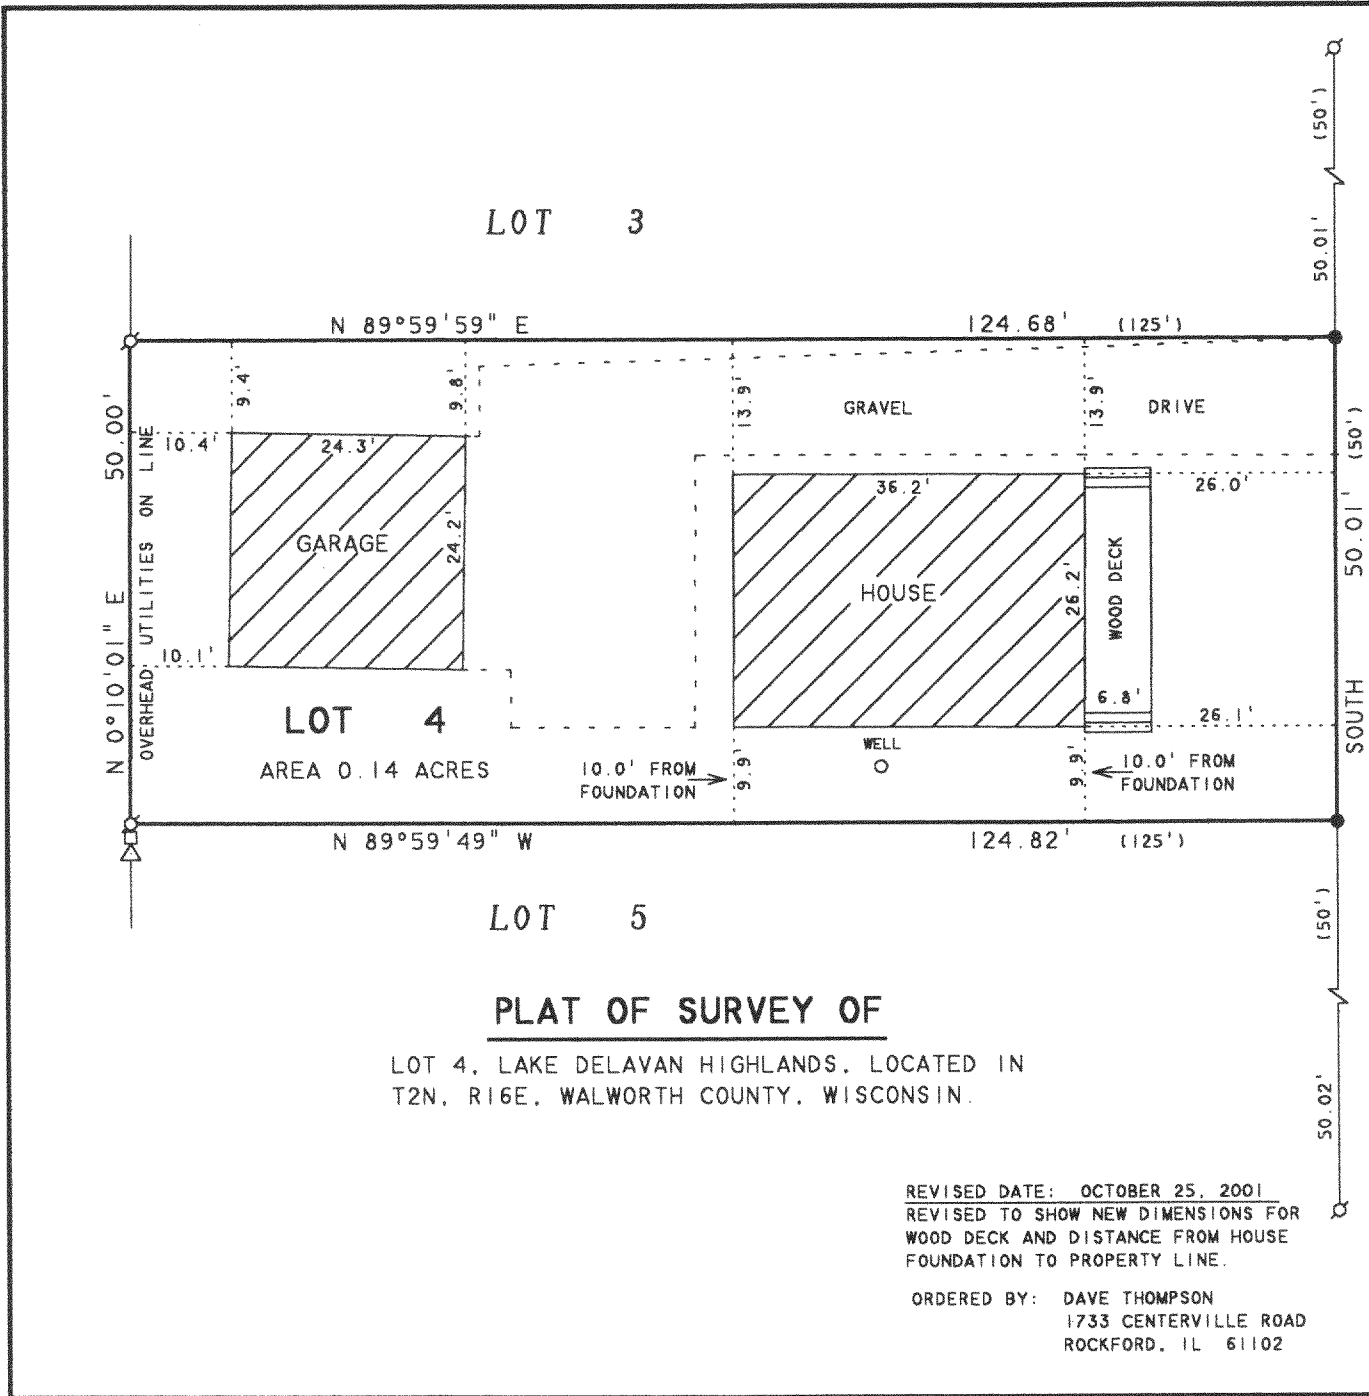 (50')
50.01'
LOT 3
N 89°59'59" E
124.68' (125')
9.4'
9.8'
13.9'
13.9'
GRAVEL DRIVE
10.4'
24.3'
50.00'
N 0°10'01" E
OVERHEAD UTILITIES ON LINE
GARAGE
24.2'
10.1'
36.2'
HOUSE
26.2'
WOOD DECK
6.8'
26.0'
26.1'
(50')
50.01'
SOUTH
LOT 4
AREA 0.14 ACRES
WELL
10.0' FROM
FOUNDATION
9.9'
9.9'
10.0' FROM
FOUNDATION
N 89°59'49" W
124.82' (125')
LOT 5
(50')
50.02'
PLAT OF SURVEY OF
LOT 4, LAKE DELAVAN HIGHLANDS, LOCATED IN
T2N, R16E, WALWORTH COUNTY, WISCONSIN.
REVISED DATE: OCTOBER 25, 2001
REVISED TO SHOW NEW DIMENSIONS FOR
WOOD DECK AND DISTANCE FROM HOUSE
FOUNDATION TO PROPERTY LINE.
ORDERED BY: DAVE THOMPSON
1733 CENTERVILLE ROAD
ROCKFORD, IL 61102